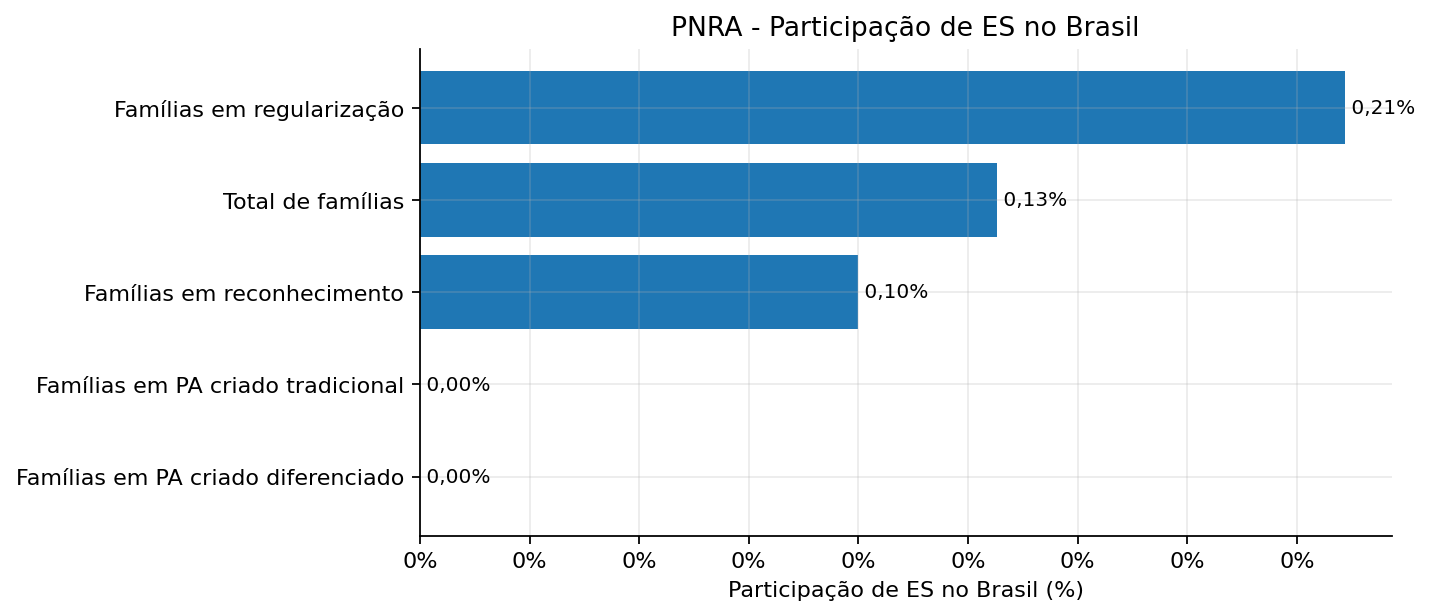 PNRA - Participação de ES no Brasil
Famílias em regularização
0,21%
Total de famílias
0,13%
Famílias em reconhecimento
0,10%
Famílias em PA criado tradicional
0,00%
Famílias em PA criado diferenciado
0,00%
0% 0% 0% 0% 0% 0% 0% 0% 0%
Participação de ES no Brasil (%)